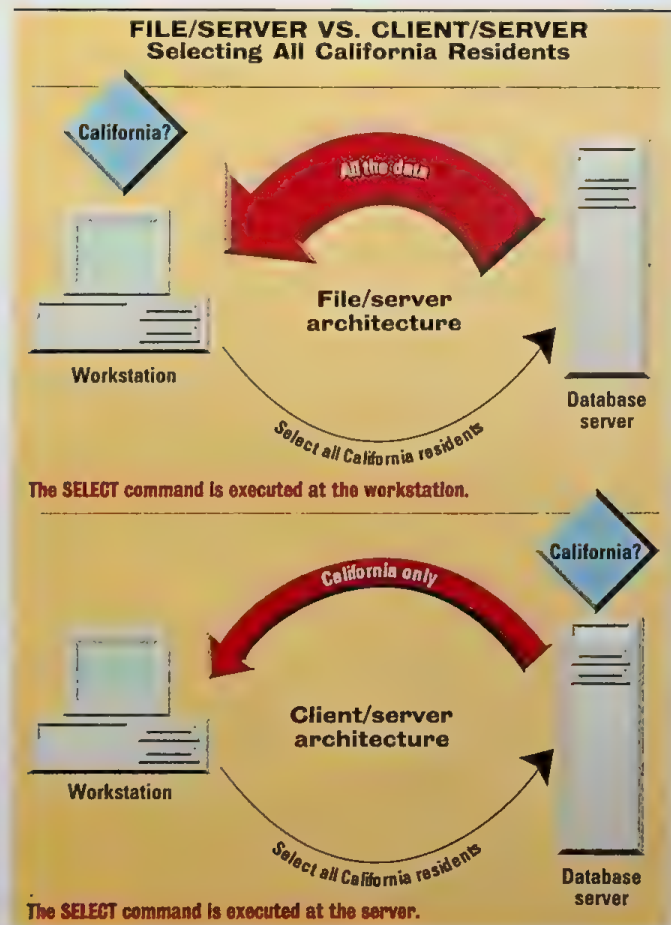 FILE/SERVER VS. CLIENT/SERVER
Selecting All California Residents
California?
All the data
File/server
architecture
Workstation
Database
server
Select all California residents
The SELECT command is executed at the workstation.
California?
California only
Client/server
architecture
Workstation
Select all California residents
Database
server
The SELECT command is executed at the server.